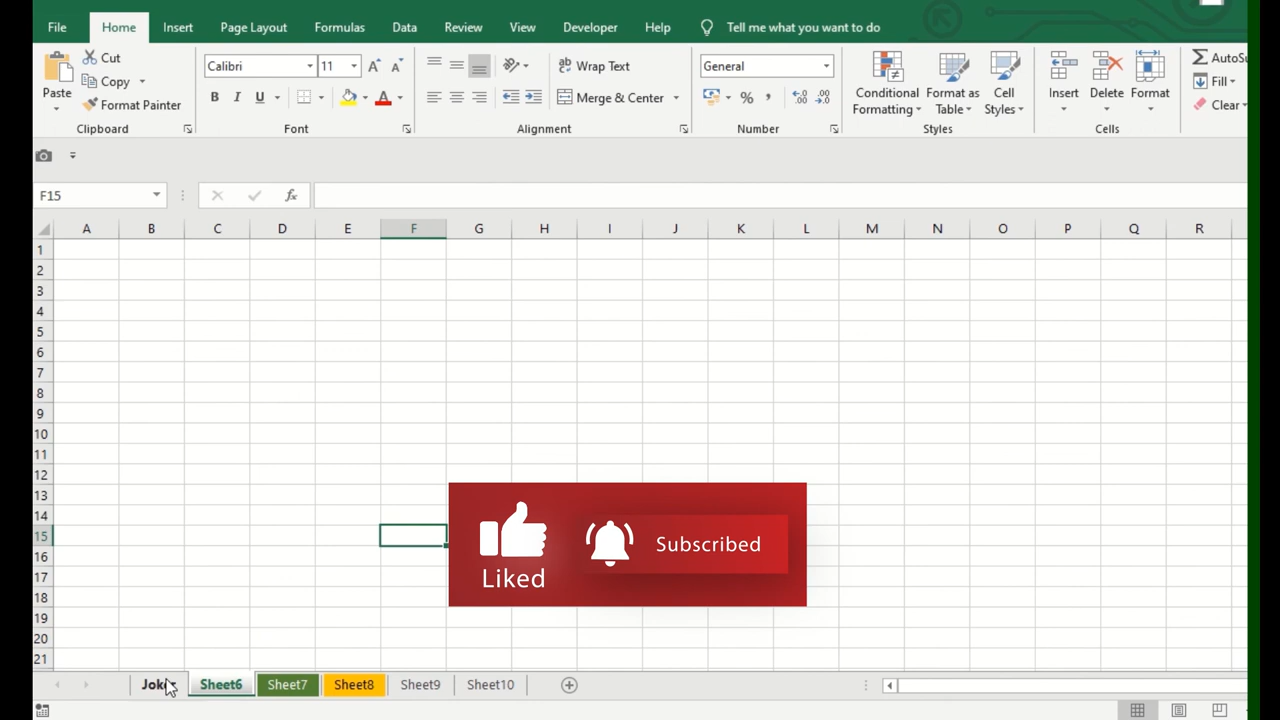 File Home Insert Page Layout Formulas Data Review View Developer Help Tell me what you want to do
Paste Cut Copy Format Painter
Calibri 11
B I U
Wrap Text
Merge & Center
General
% ,
Conditional Formatting
Format as Table
Cell Styles
Insert Delete Format
Fill
Clear
Clipboard Font Alignment Number Styles Cells
F15 fx
A B C D E F G H I J K L M N O P Q R
1
2
3
4
5
6
7
8
9
10
11
12
13
14
15
16
17
18
19
20
21
Liked Subscribed
Sheet6 Sheet7 Sheet8 Sheet9 Sheet10